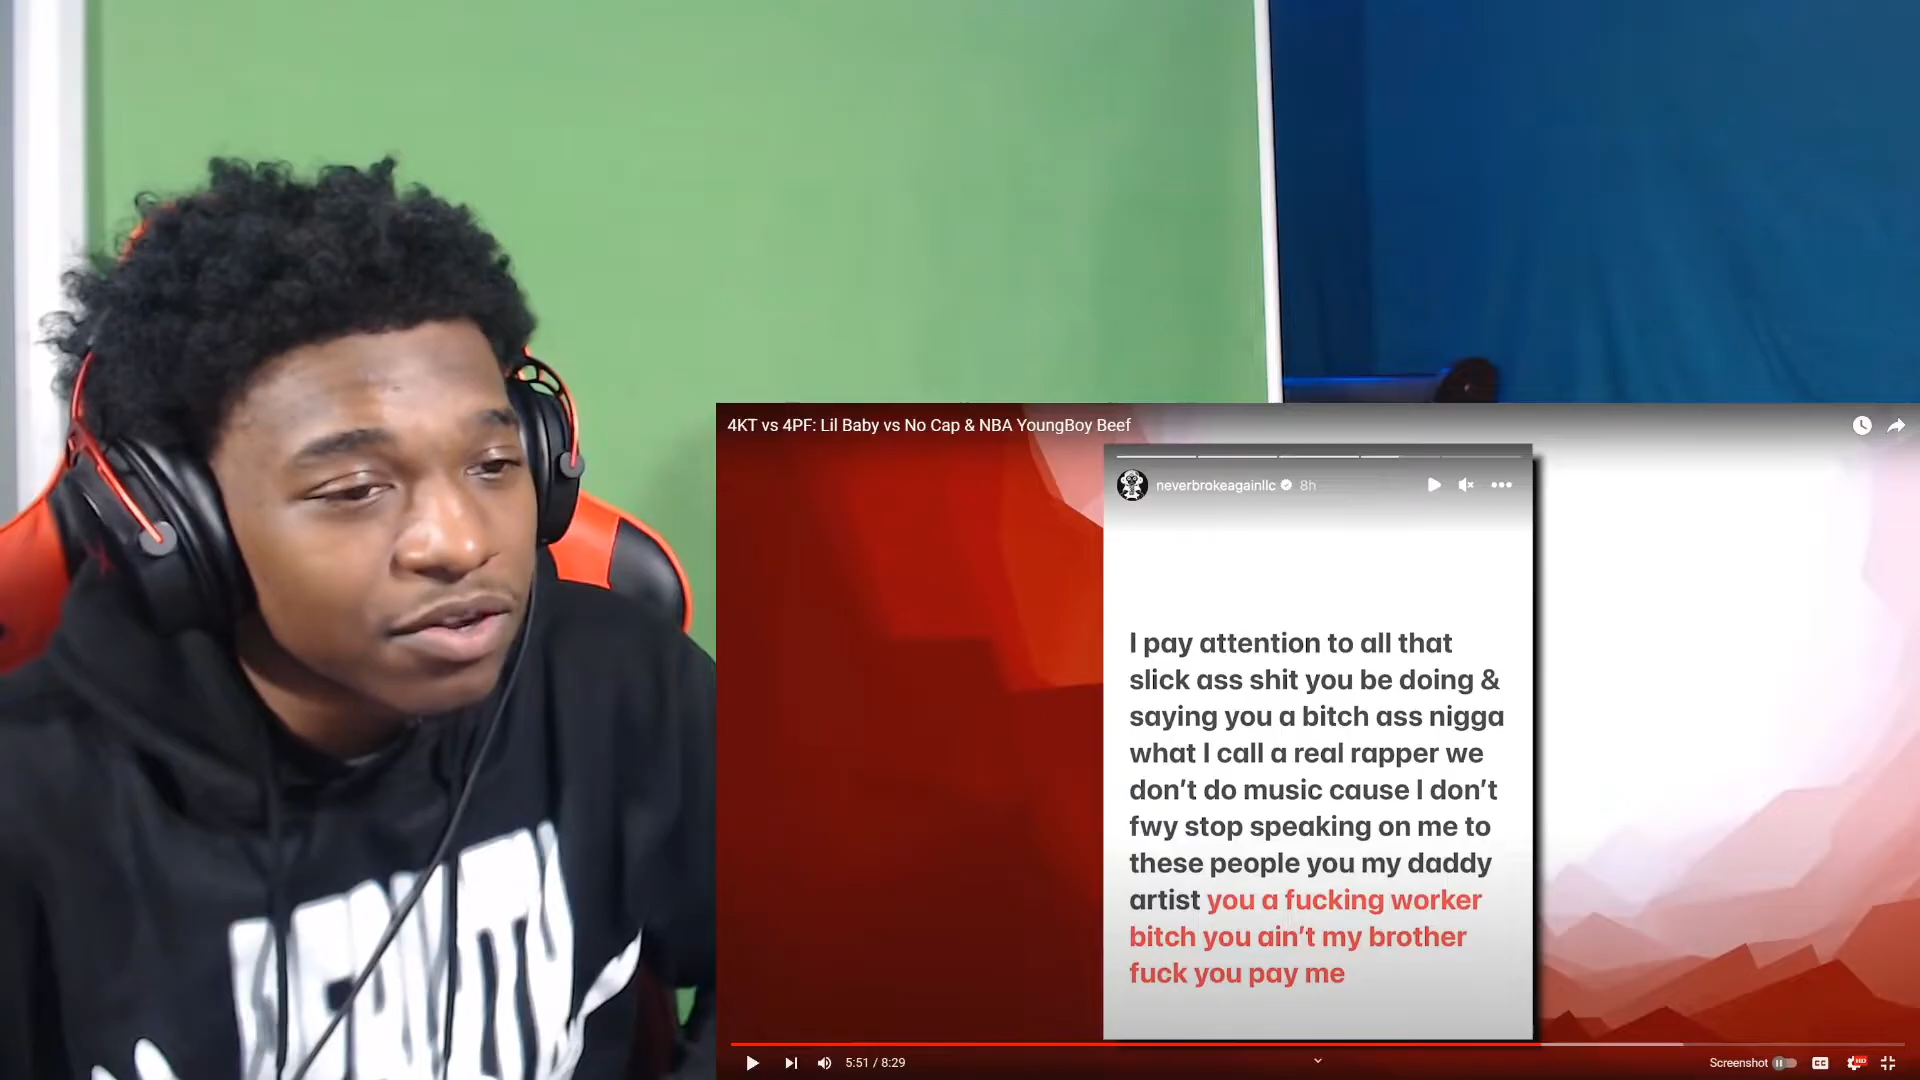 4KT vs 4PF: Lil Baby vs No Cap & NBA YoungBoy Beef
neverbrokeagainllc 8h
I pay attention to all that
slick ass shit you be doing &
saying you a bitch ass nigga
what I call a real rapper we
don't do music cause I don't
fwy stop speaking on me to
these people you my daddy
artist you a fucking worker
bitch you ain't my brother
fuck you pay me
5:51 / 8:29
Screenshot
CC
HD